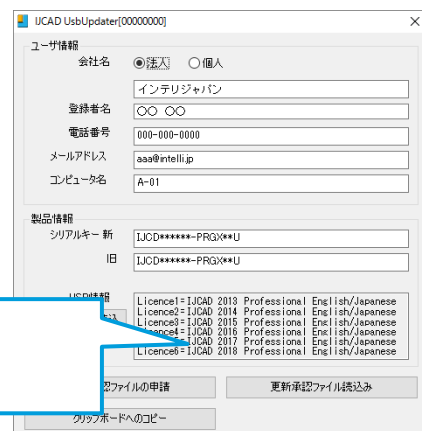 IJCAD UsbUpdater[00000000]
ユーザ情報
会社名 法人 個人
インテリジャパン
登録者名 〇〇 〇〇
電話番号 000-000-0000
メールアドレス aaa@intelli.jp
コンピュータ名 A-01
製品情報
シリアルキー 新 IJCD******-PRGX**U
旧 IJCD******-PRGX**U
USB情報
Licence1=IJCAD 2013 Professional English/Japanese
Licence2=IJCAD 2014 Professional English/Japanese
Licence3=IJCAD 2015 Professional English/Japanese
Licence4=IJCAD 2016 Professional English/Japanese
Licence5=IJCAD 2017 Professional English/Japanese
Licence6=IJCAD 2018 Professional English/Japanese
認ファイルの申請 更新承認ファイル読込み
クリップボードへのコピー